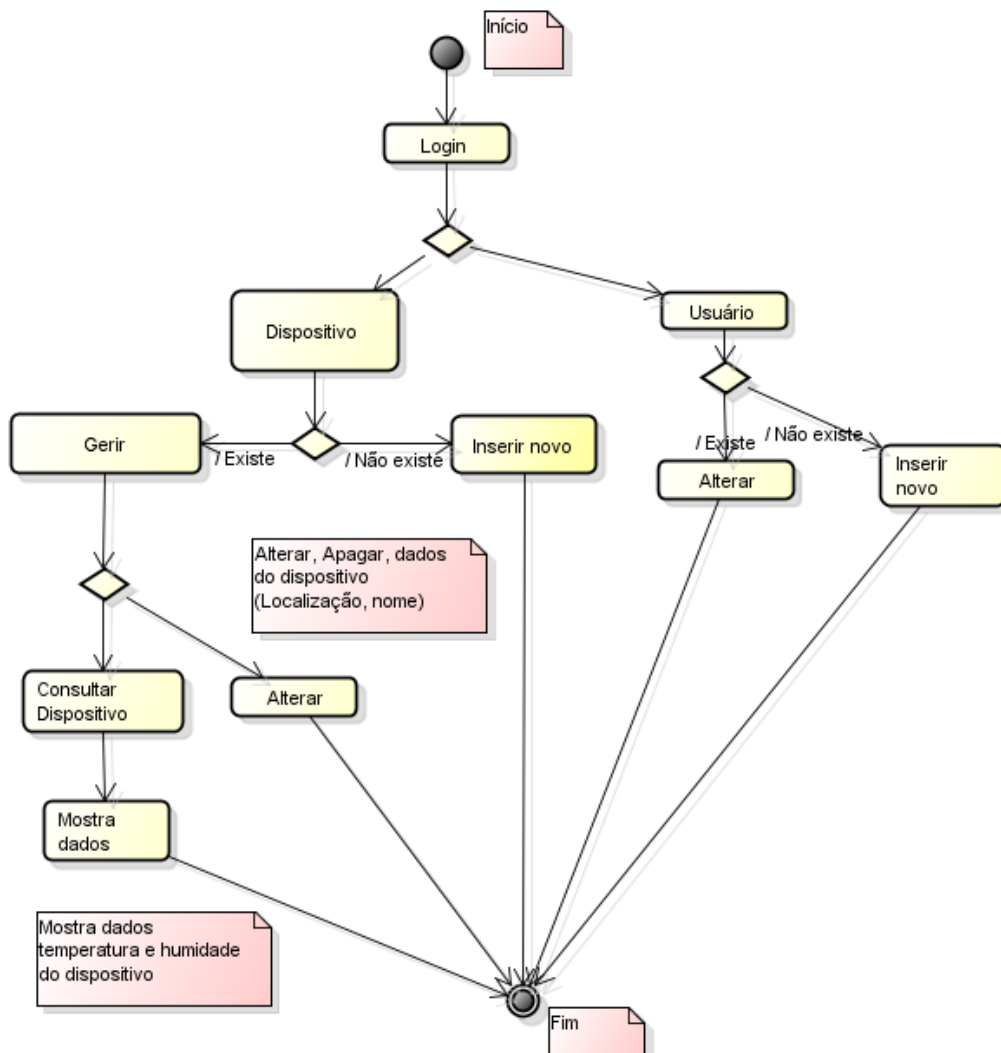 Início
Login
Dispositivo
Usuário
Gerir
/ Existe
/ Não existe
Inserir novo
/ Existe
/ Não existe
Alterar
Inserir
novo
Alterar, Apagar, dados
do dispositivo
(Localização, nome)
Consultar
Dispositivo
Alterar
Mostra
dados
Mostra dados
temperatura e humidade
do dispositivo
Fim